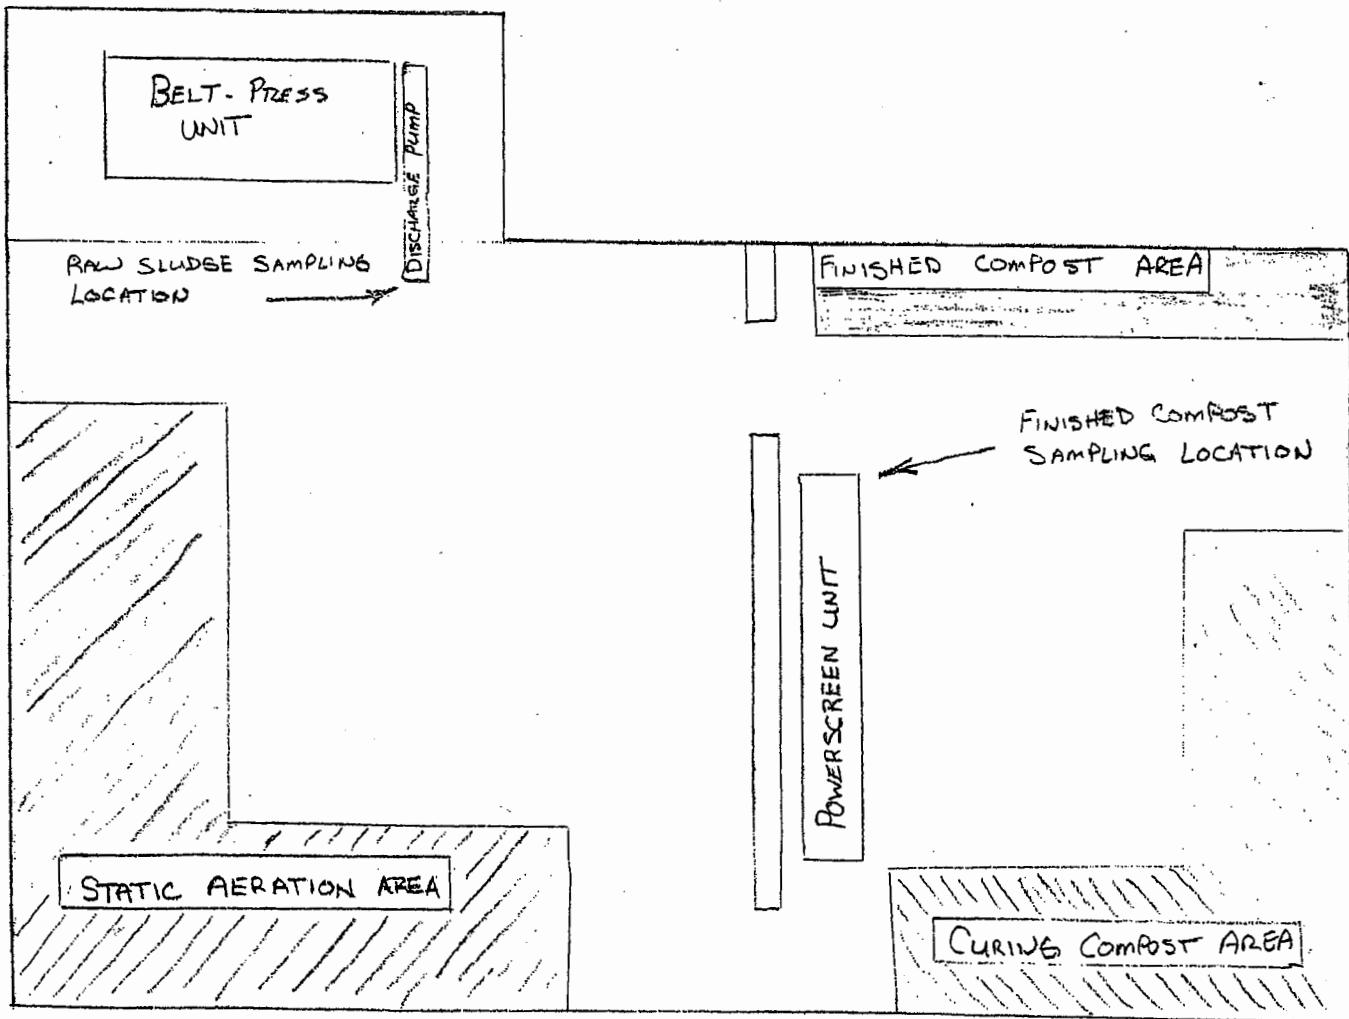 BELT-PRESS
UNIT
DISCHARGE PUMP
RAW SLUDGE SAMPLING
LOCATION
FINISHED COMPOST AREA
FINISHED COMPOST
SAMPLING LOCATION
POWERSCREEN UNIT
STATIC AERATION AREA
CURING COMPOST AREA